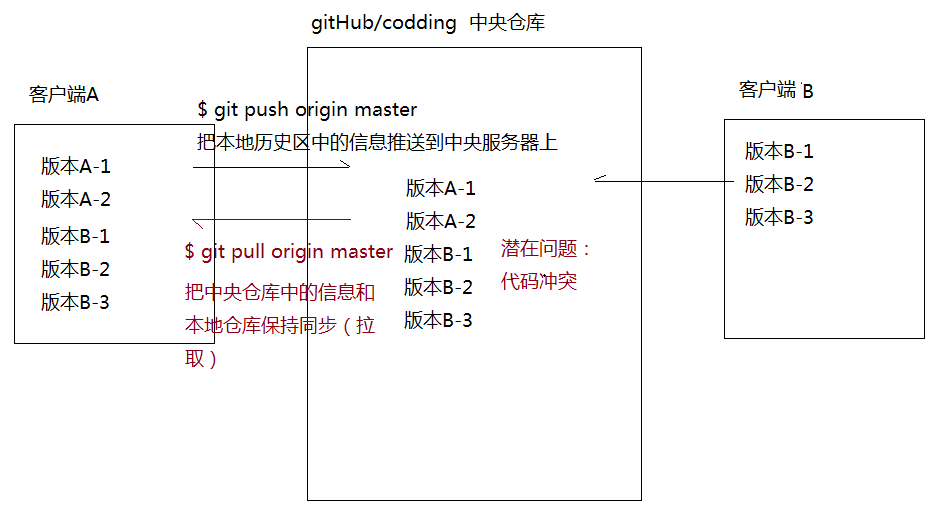 gitHub/codding 中央仓库
客户端A
$ git push origin master
把本地历史区中的信息推送到中央服务器上
版本A-1
版本A-2
版本B-1
版本B-2
版本B-3
$ git pull origin master
把中央仓库中的信息和
本地仓库保持同步（拉
取）
版本A-1
版本A-2
版本B-1
版本B-2
版本B-3
潜在问题：
代码冲突
客户端 B
版本B-1
版本B-2
版本B-3